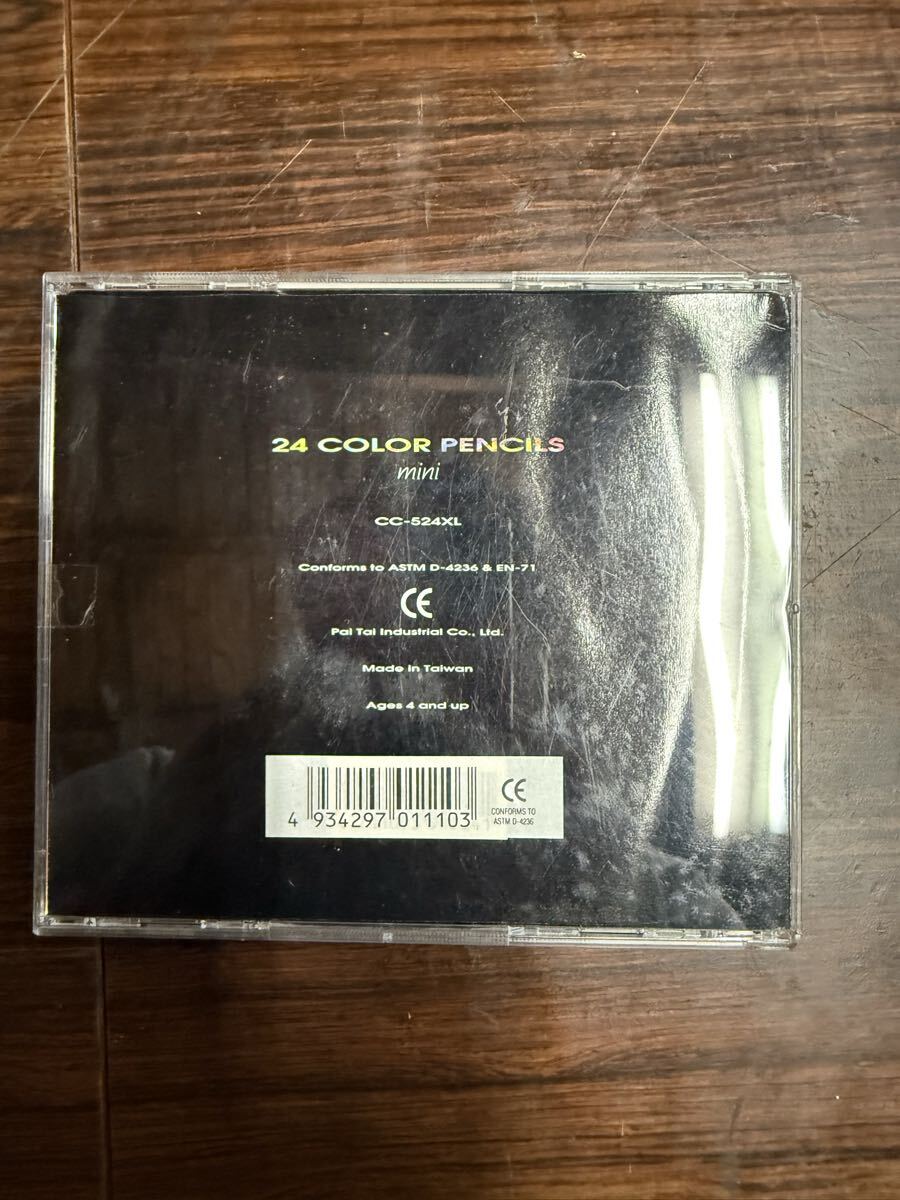 24 COLOR PENCILS
mini
CC-524XL
Conforms to ASTM D-4236 & EN-71
CE
Pai Tai Industrial Co., Ltd.
Made in Taiwan
Ages 4 and up
CE
CONFORMS TO
ASTM D-4236
4 934297 011103